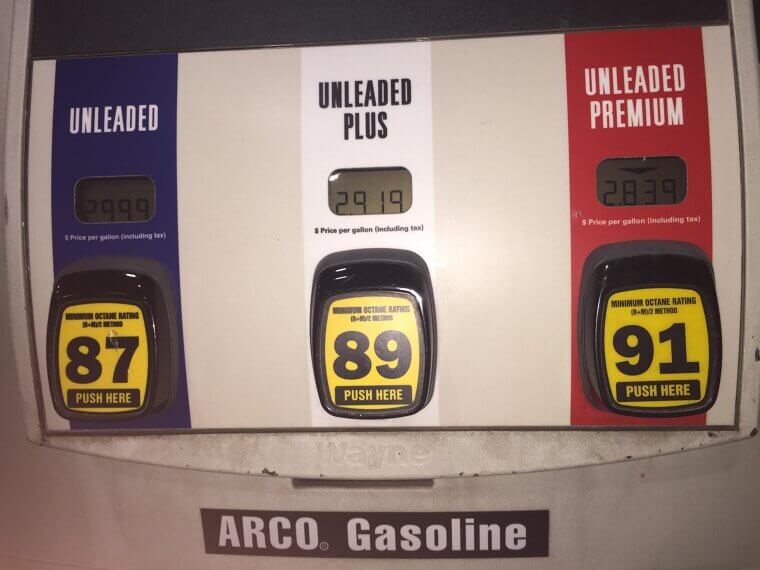 UNLEADED
2.999
$ Price per gallon (including tax)
MINIMUM OCTANE RATING
(R+M)/2 METHOD
87
PUSH HERE
UNLEADED
PLUS
2.919
$ Price per gallon (including tax)
MINIMUM OCTANE RATING
(R+M)/2 METHOD
89
PUSH HERE
UNLEADED
PREMIUM
2.839
$ Price per gallon (including tax)
MINIMUM OCTANE RATING
(R+M)/2 METHOD
91
PUSH HERE
Wayne
ARCO® Gasoline